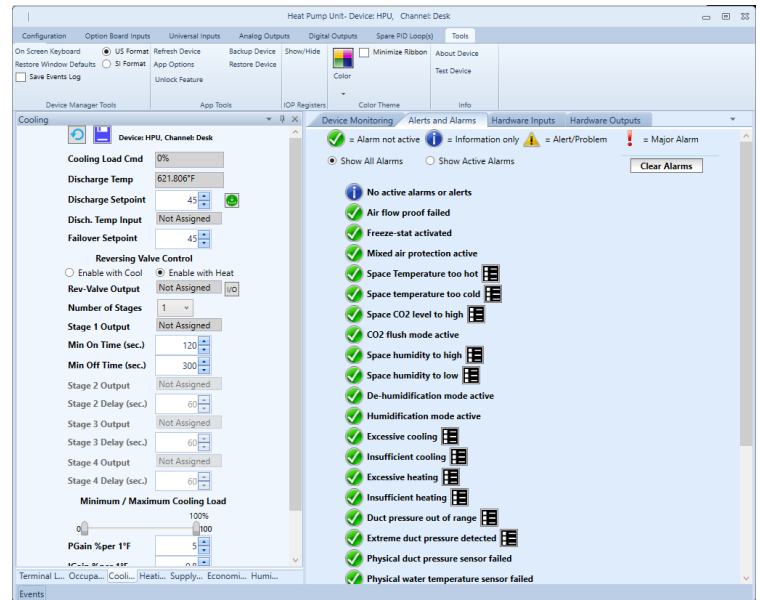 Heat Pump Unit- Device: HPU, Channel: Desk
Configuration Option Board Inputs Universal Inputs Analog Outputs Digital Outputs Spare PID Loop(s) Tools
On Screen Keyboard US Format Refresh Device Backup Device Show/Hide Minimize Ribbon About Device
Restore Window Defaults SI Format App Options Restore Device Test Device
Save Events Log Unlock Feature Color
Device Manager Tools App Tools IOP Registers Color Theme Info
Cooling
Device: HPU, Channel: Desk
Cooling Load Cmd 0%
Discharge Temp 621.806°F
Discharge Setpoint 45
Disch. Temp Input Not Assigned
Failover Setpoint 45
Reversing Valve Control
Enable with Cool Enable with Heat
Rev-Valve Output Not Assigned I/O
Number of Stages 1
Stage 1 Output Not Assigned
Min On Time (sec.) 120
Min Off Time (sec.) 300
Stage 2 Output Not Assigned
Stage 2 Delay (sec.) 60
Stage 3 Output Not Assigned
Stage 3 Delay (sec.) 60
Stage 4 Output Not Assigned
Stage 4 Delay (sec.) 60
Minimum / Maximum Cooling Load
100%
0 100
PGain %per 1°F 5
Terminal L... Occupa... Cooli... Heati... Supply... Economi... Humi...
Device Monitoring Alerts and Alarms Hardware Inputs Hardware Outputs
= Alarm not active = Information only = Alert/Problem = Major Alarm
Show All Alarms Show Active Alarms Clear Alarms
No active alarms or alerts
Air flow proof failed
Freeze-stat activated
Mixed air protection active
Space Temperature too hot
Space temperature too cold
Space CO2 level to high
CO2 flush mode active
Space humidity to high
Space humidity to low
De-humidification mode active
Humidification mode active
Excessive cooling
Insufficient cooling
Excessive heating
Insufficient heating
Duct pressure out of range
Extreme duct pressure detected
Physical duct pressure sensor failed
Physical water temperature sensor failed
Events